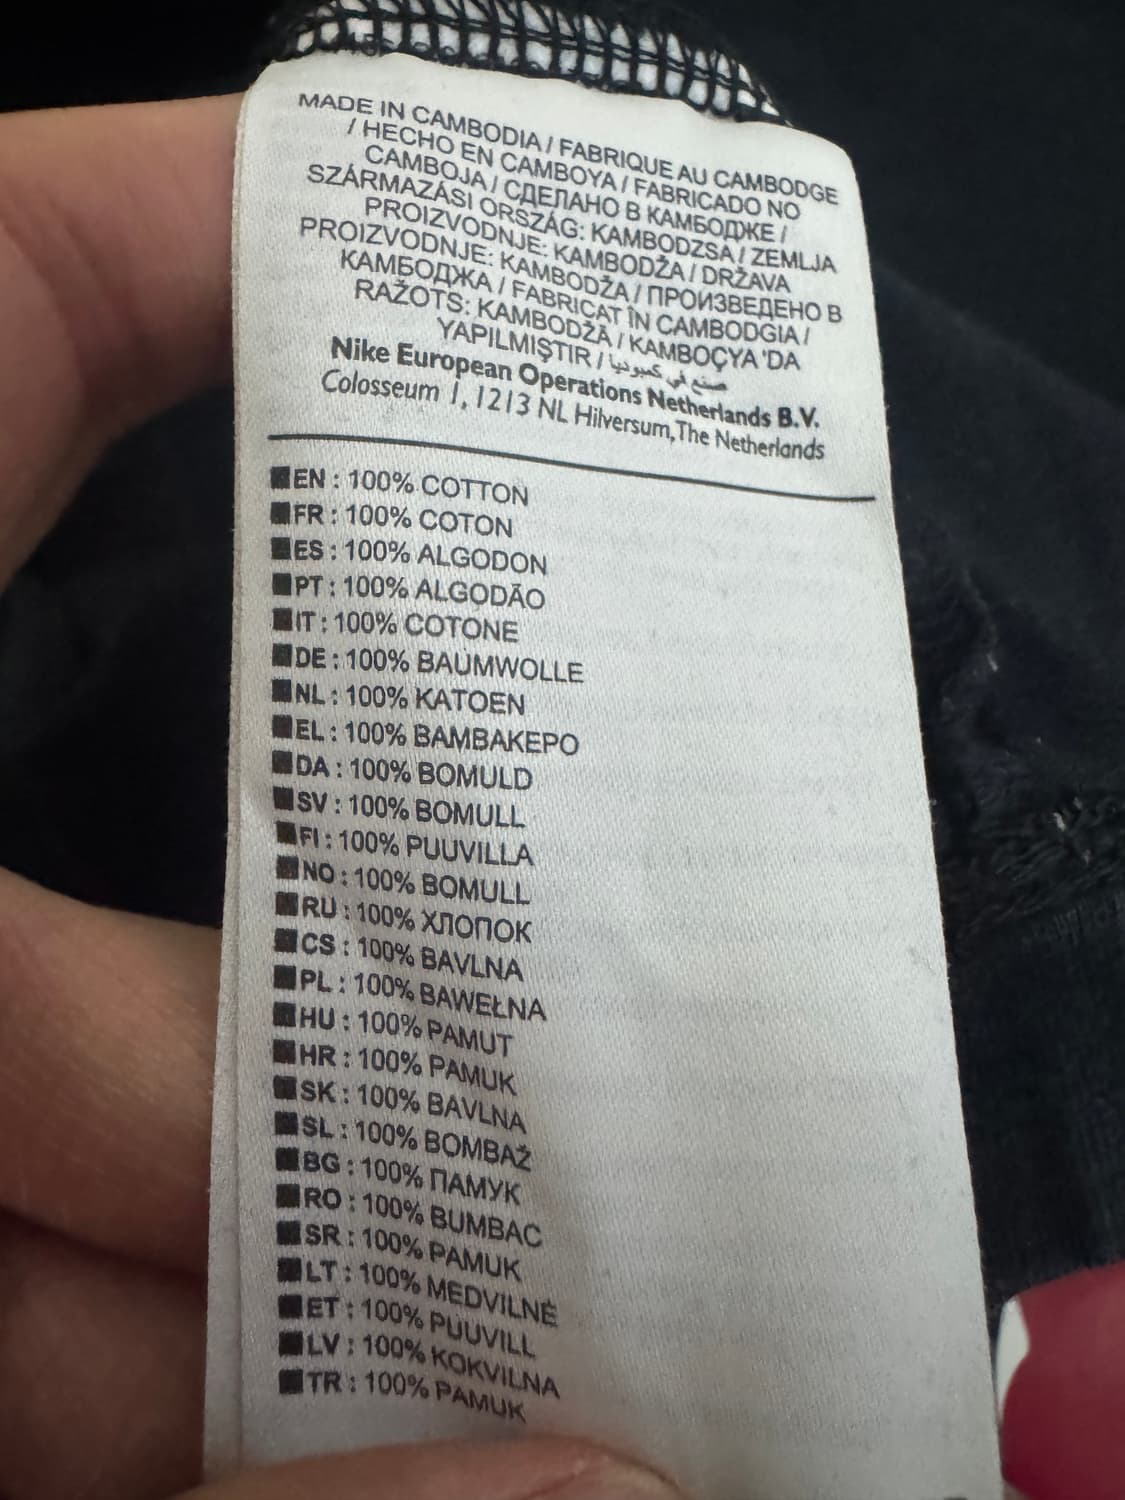 MADE IN CAMBODIA / FABRIQUE AU CAMBODGE
/ HECHO EN CAMBOYA / FABRICADO NO
CAMBOJA / СДЕЛАНО В КАМБОДЖЕ /
SZÁRMAZÁSI ORSZÁG: KAMBODZSA / ZEMLJA
PROIZVODNJE: KAMBODŽA / DRŽAVA
PROIZVODNJE: KAMBODŽA / ПРОИЗВЕДЕНО В
КАМБОДЖА / FABRICAT ÎN CAMBODGIA /
RAŽOTS: KAMBODŽĀ / KAMBOÇYA 'DA
YAPILMIŞTIR / صنع في كمبوديا
Nike European Operations Netherlands B.V.
Colosseum 1, 1213 NL Hilversum, The Netherlands
EN : 100% COTTON
FR : 100% COTON
ES : 100% ALGODON
PT : 100% ALGODÃO
IT : 100% COTONE
DE : 100% BAUMWOLLE
NL : 100% KATOEN
EL : 100% ΒΑΜΒΑΚΕΡΟ
DA : 100% BOMULD
SV : 100% BOMULL
FI : 100% PUUVILLA
NO : 100% BOMULL
RU : 100% ХЛОПОК
CS : 100% BAVLNA
PL : 100% BAWEŁNA
HU : 100% PAMUT
HR : 100% PAMUK
SK : 100% BAVLNA
SL : 100% BOMBAŽ
BG : 100% ПАМУК
RO : 100% BUMBAC
SR : 100% PAMUK
LT : 100% MEDVILNĖ
ET : 100% PUUVILL
LV : 100% KOKVILNA
TR : 100% PAMUK